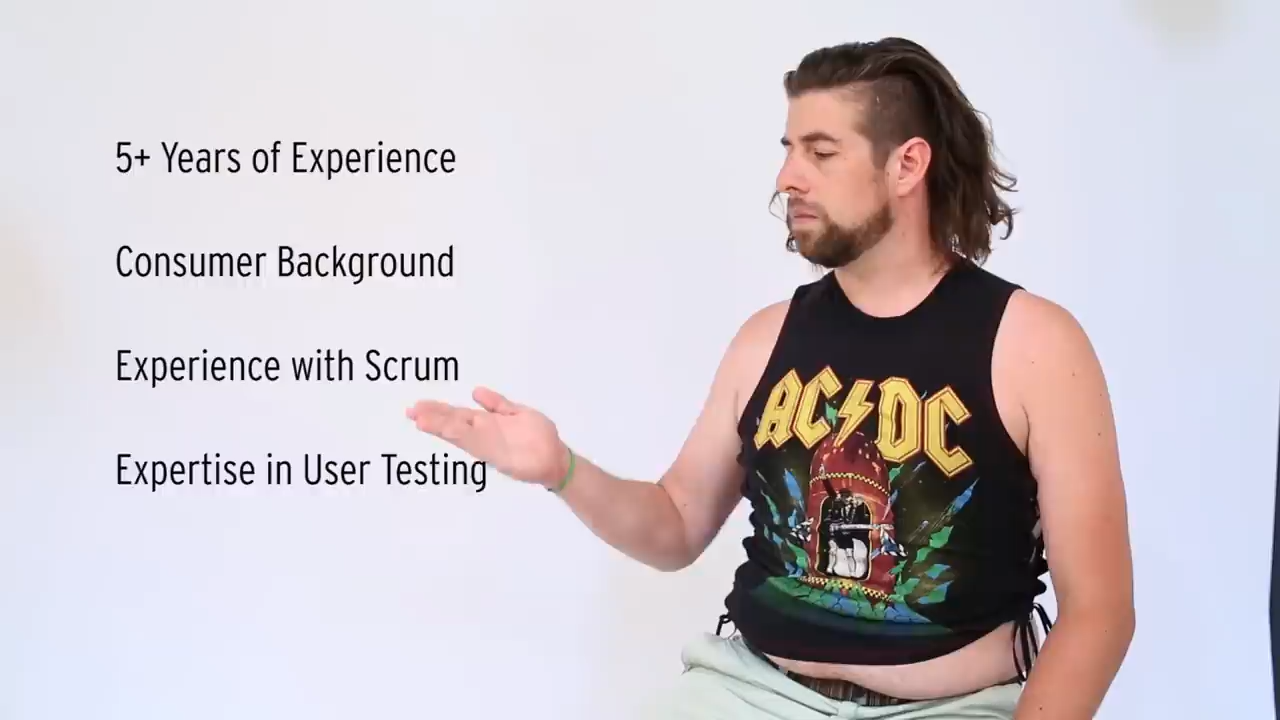 5+ Years of Experience
Consumer Background
Experience with Scrum
Expertise in User Testing
AC/DC